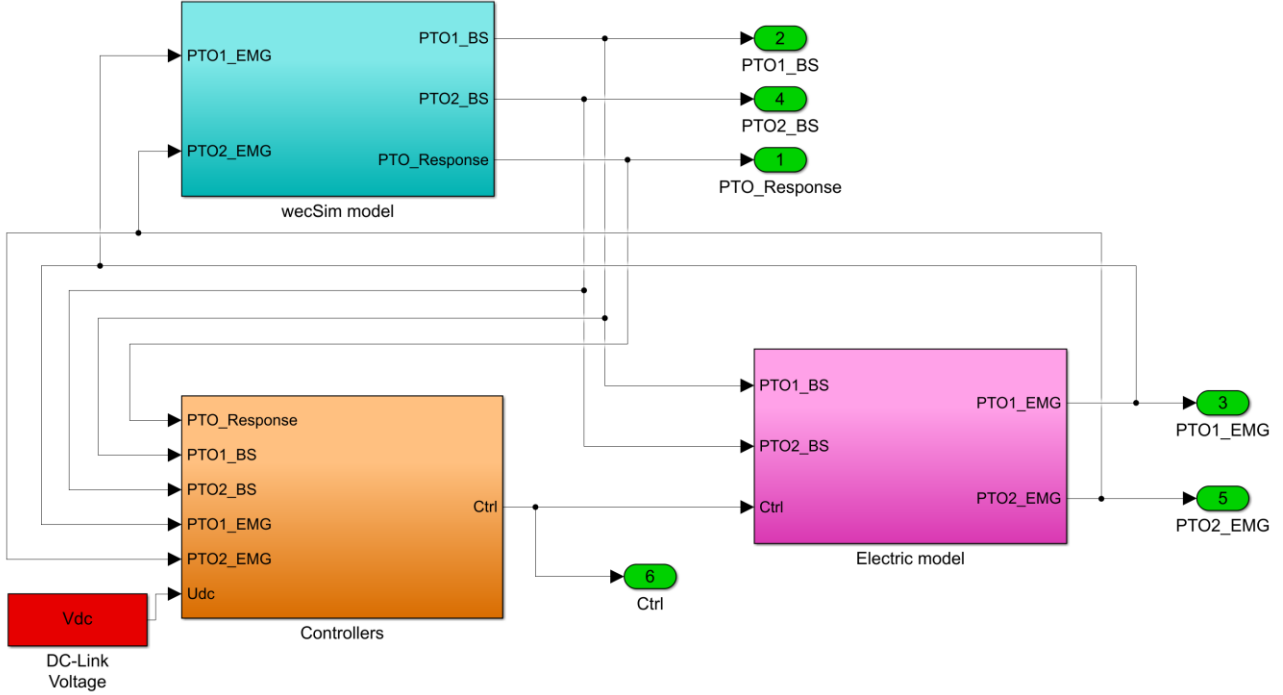 PTO1_EMG
PTO2_EMG
PTO1_BS
PTO2_BS
PTO_Response
wecSim model
2
PTO1_BS
4
PTO2_BS
1
PTO_Response
PTO_Response
PTO1_BS
PTO2_BS
PTO1_EMG
PTO2_EMG
Udc
Ctrl
Controllers
Vdc
DC-Link
Voltage
6
Ctrl
PTO1_BS
PTO2_BS
Ctrl
PTO1_EMG
PTO2_EMG
Electric model
3
PTO1_EMG
5
PTO2_EMG